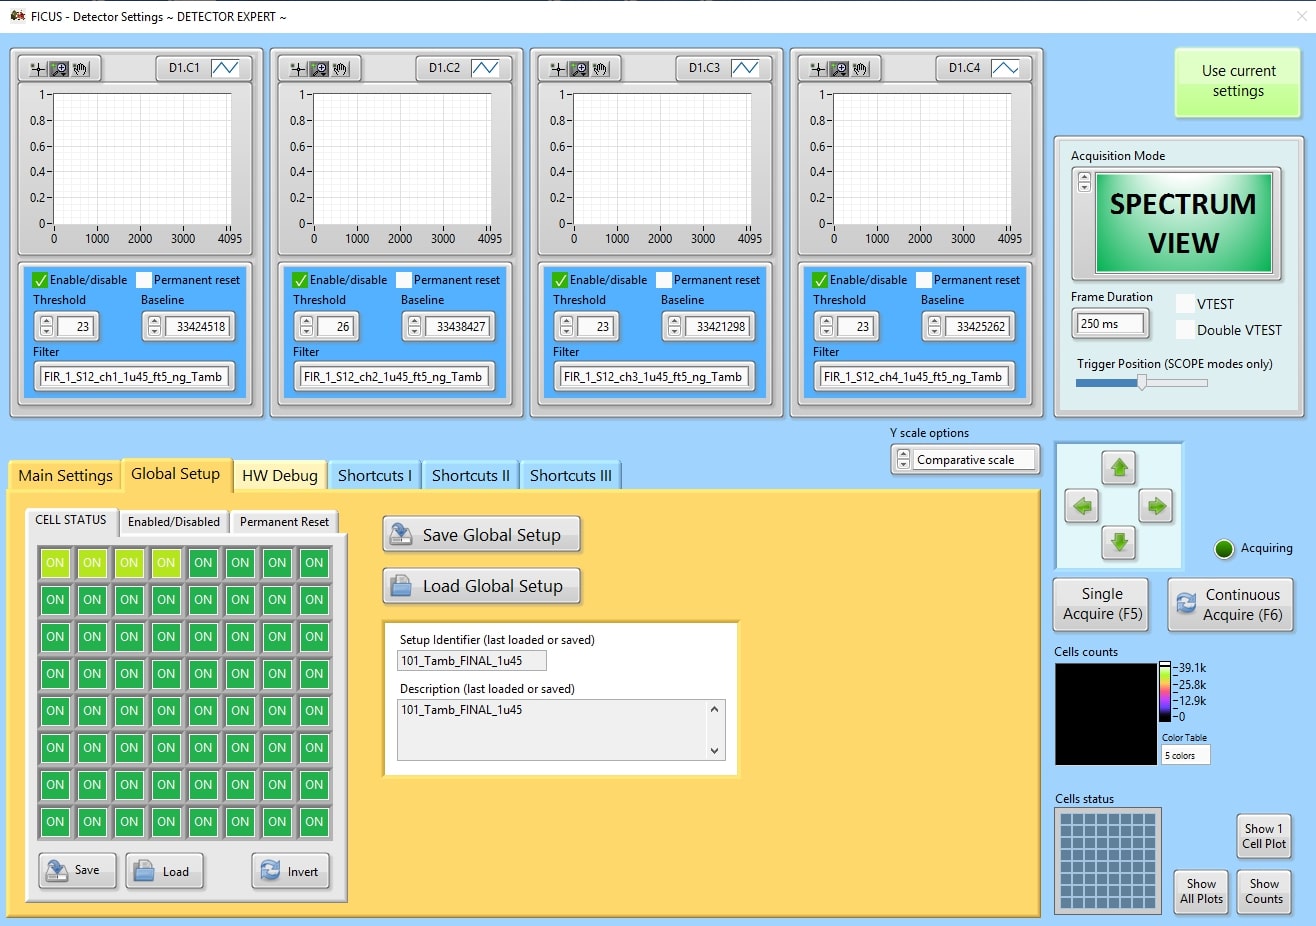 FICUS - Detector Settings ~ DETECTOR EXPERT ~
D1.C1
D1.C2
D1.C3
D1.C4
Use current
settings
1
0.8
0.6
0.4
0.2
0
0 1000 2000 3000 4095
1
0.8
0.6
0.4
0.2
0
0 1000 2000 3000 4095
1
0.8
0.6
0.4
0.2
0
0 1000 2000 3000 4095
1
0.8
0.6
0.4
0.2
0
0 1000 2000 3000 4095
Enable/disable Permanent reset
Threshold Baseline
23 33424518
Filter
FIR_1_S12_ch1_1u45_ft5_ng_Tamb
Enable/disable Permanent reset
Threshold Baseline
26 33438427
Filter
FIR_1_S12_ch2_1u45_ft5_ng_Tamb
Enable/disable Permanent reset
Threshold Baseline
23 33421298
Filter
FIR_1_S12_ch3_1u45_ft5_ng_Tamb
Enable/disable Permanent reset
Threshold Baseline
23 33425262
Filter
FIR_1_S12_ch4_1u45_ft5_ng_Tamb
Acquisition Mode
SPECTRUM
VIEW
Frame Duration
250 ms
VTEST
Double VTEST
Trigger Position (SCOPE modes only)
Y scale options
Comparative scale
Main Settings Global Setup HW Debug Shortcuts I Shortcuts II Shortcuts III
CELL STATUS Enabled/Disabled Permanent Reset
ON ON ON ON ON ON ON ON
ON ON ON ON ON ON ON ON
ON ON ON ON ON ON ON ON
ON ON ON ON ON ON ON ON
ON ON ON ON ON ON ON ON
ON ON ON ON ON ON ON ON
ON ON ON ON ON ON ON ON
ON ON ON ON ON ON ON ON
Save Load Invert
Save Global Setup
Load Global Setup
Setup Identifier (last loaded or saved)
101_Tamb_FINAL_1u45
Description (last loaded or saved)
101_Tamb_FINAL_1u45
Acquiring
Single
Acquire (F5)
Continuous
Acquire (F6)
Cells counts
39.1k
25.8k
12.9k
0
Color Table
5 colors
Cells status
Show 1
Cell Plot
Show
All Plots
Show
Counts